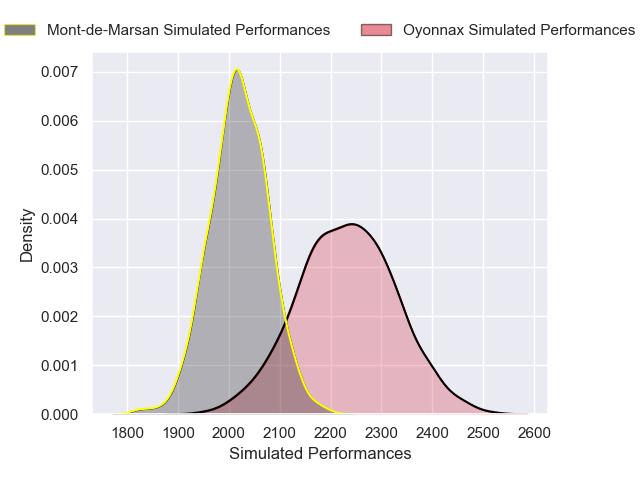 Mont-de-Marsan Simulated Performances
Oyonnax Simulated Performances
0.007
0.006
0.005
0.004
0.003
0.002
0.001
0.000
Density
1800 1900 2000 2100 2200 2300 2400 2500 2600
Simulated Performances